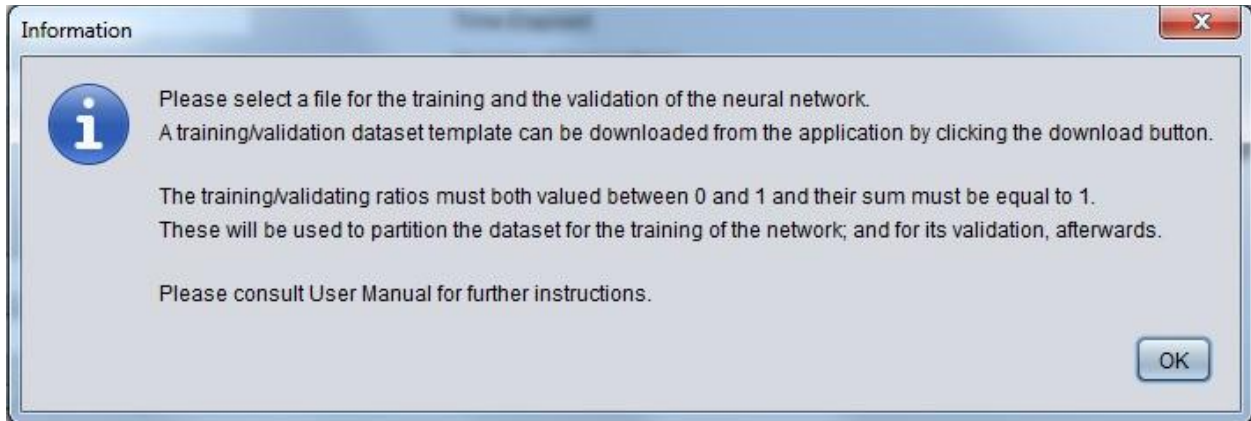 Information
Please select a file for the training and the validation of the neural network.
A training/validation dataset template can be downloaded from the application by clicking the download button.
The training/validating ratios must both valued between 0 and 1 and their sum must be equal to 1.
These will be used to partition the dataset for the training of the network; and for its validation, afterwards.
Please consult User Manual for further instructions.
OK